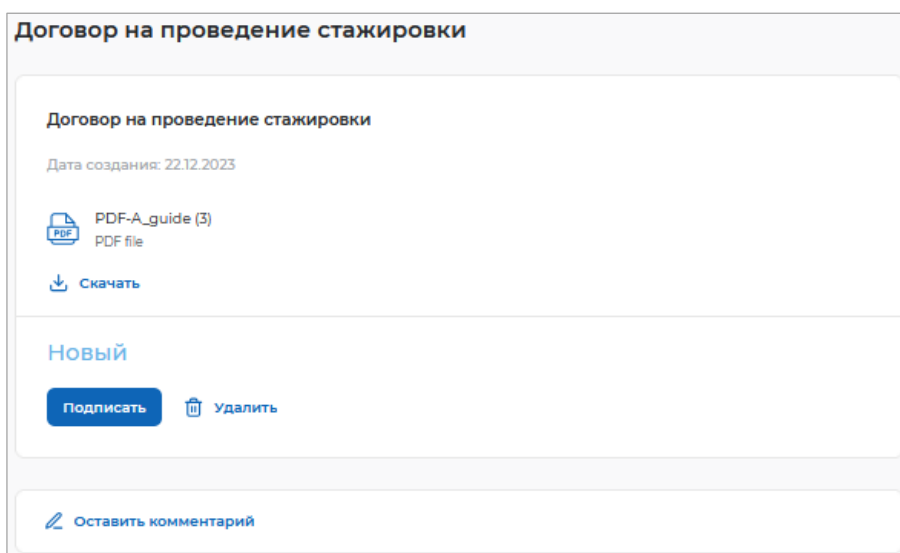 Договор на проведение стажировки
Договор на проведение стажировки
Дата создания: 22.12.2023
PDF-A_guide (3)
PDF
PDF file
Скачать
Новый
Подписать
Удалить
Оставить комментарий